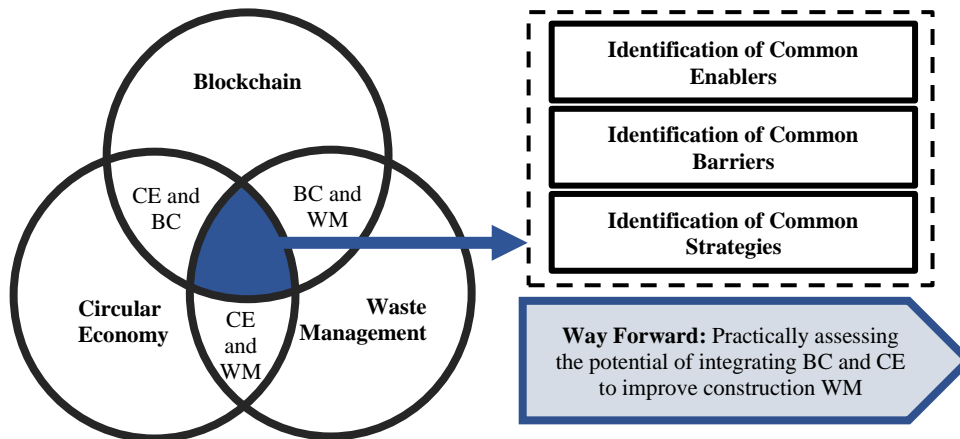 Blockchain
CE and
BC
BC and
WM
Circular
Economy
CE
and
WM
Waste
Management
Identification of Common
Enablers
Identification of Common
Barriers
Identification of Common
Strategies
Way Forward: Practically assessing
the potential of integrating BC and CE
to improve construction WM